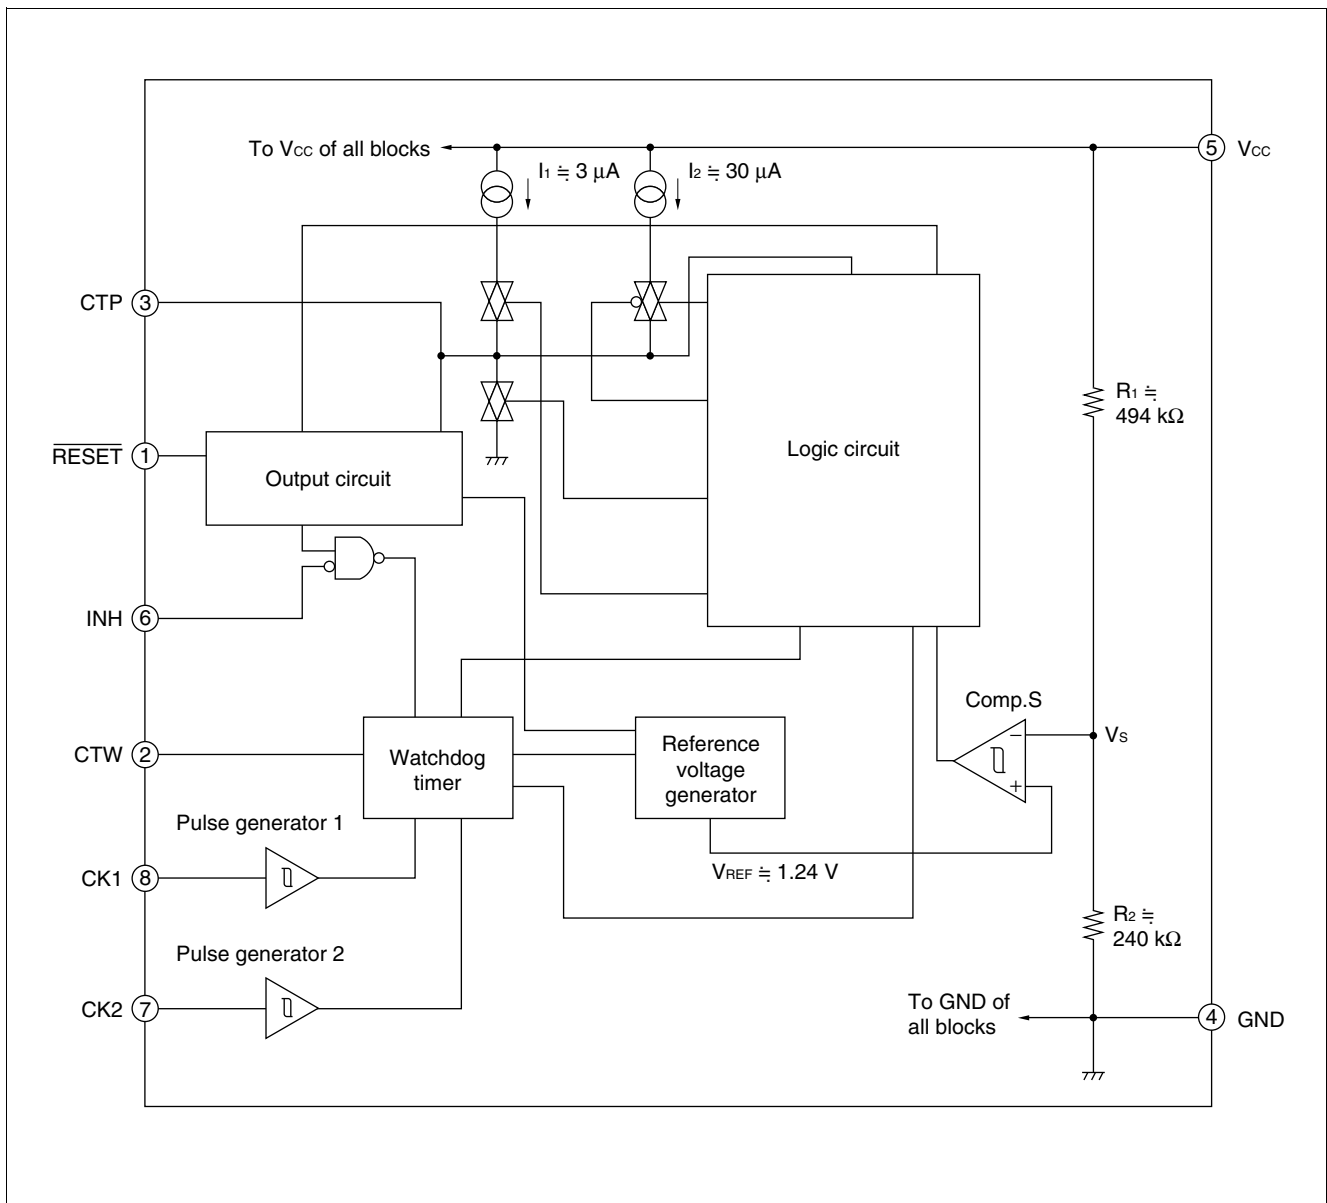 To VCC of all blocks
I1 ≒ 3 μA
I2 ≒ 30 μA
5 VCC
CTP 3
R1 ≒
494 kΩ
RESET 1
Output circuit
Logic circuit
INH 6
Comp.S
−
VS
+
CTW 2
Watchdog
timer
Reference
voltage
generator
Pulse generator 1
VREF ≒ 1.24 V
CK1 8
R2 ≒
240 kΩ
Pulse generator 2
CK2 7
To GND of
all blocks
4 GND